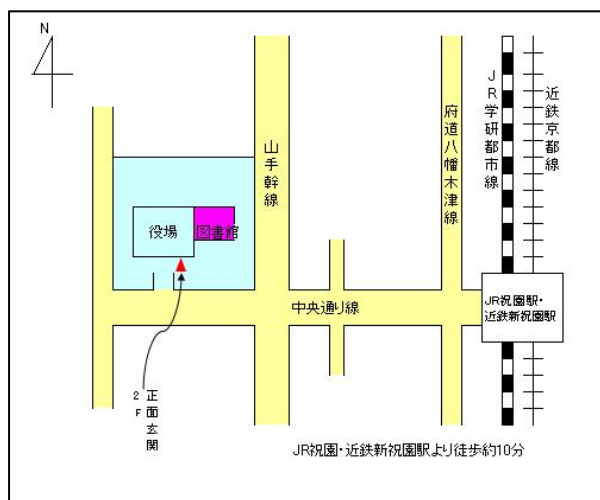 N
山手幹線
府道八幡木津線
JR学研都市線
近鉄京都線
役場
図書館
中央通り線
JR祝園駅・
近鉄新祝園駅
正面玄関
2F
JR祝園・近鉄新祝園駅より徒歩約10分